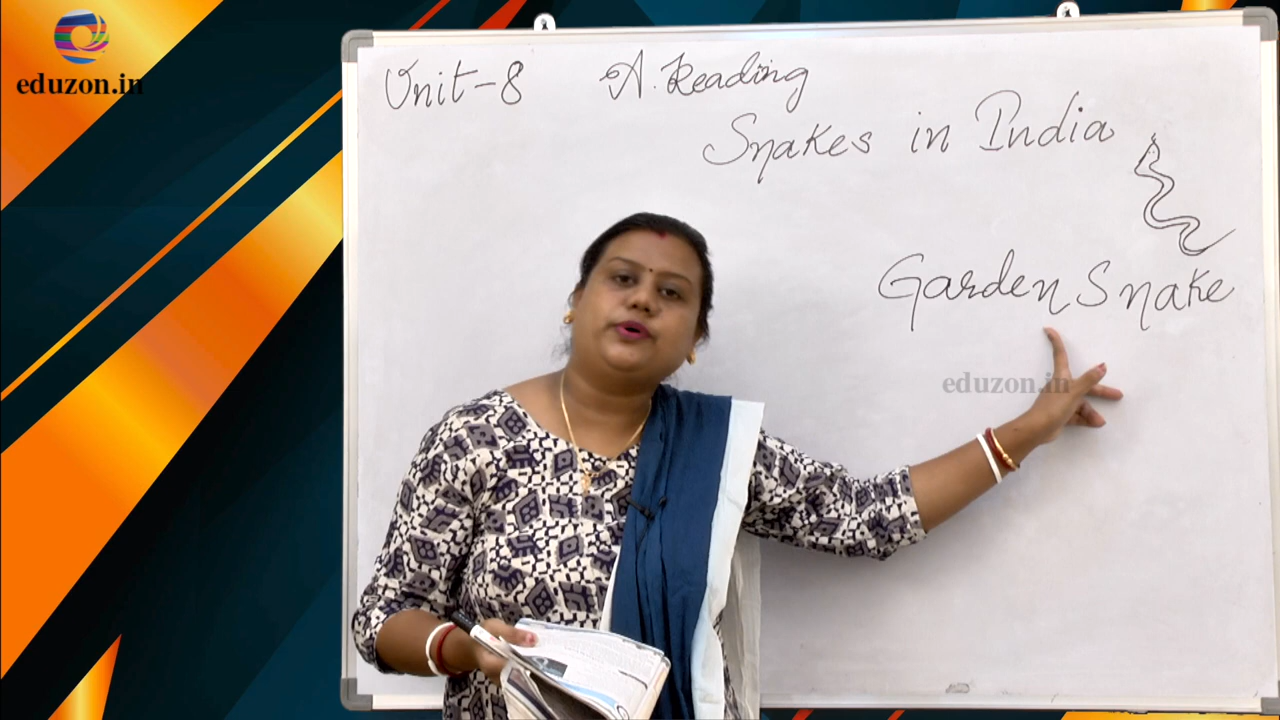 eduzon.in
Unit-8 A. Reading
Snakes in India
Garden Snake
eduzon.in